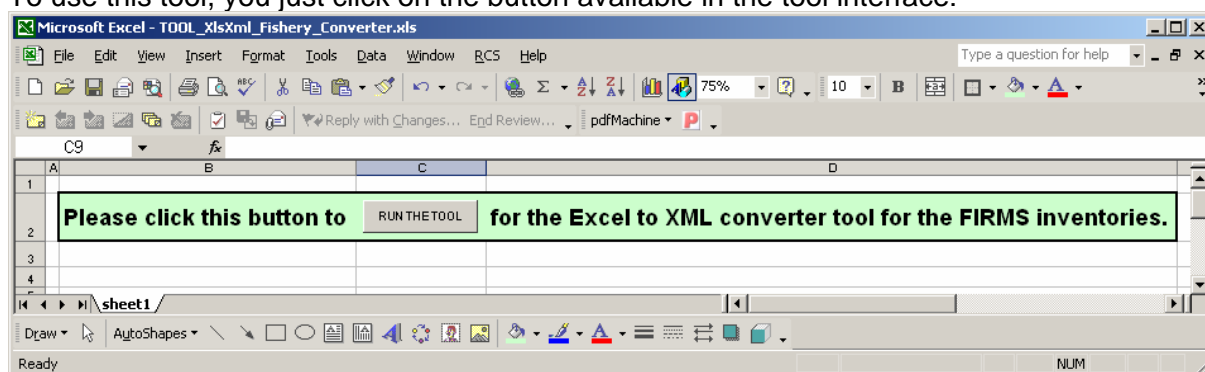 To use this tool, you just click on the button available in the tool interface.
Microsoft Excel - TOOL_XlsXml_Fishery_Converter.xls
File Edit View Insert Format Tools Data Window RCS Help Type a question for help
75% 10 B
Reply with Changes... End Review... pdfMachine
C9 fx
A B C D
1
Please click this button to RUN THE TOOL for the Excel to XML converter tool for the FIRMS inventories.
2
3
4
sheet1
Draw AutoShapes
Ready NUM